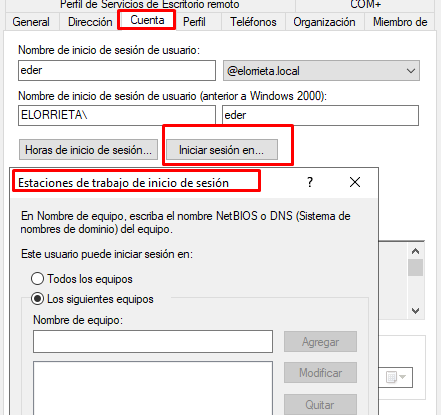 Perfil de Servicios de Escritorio remoto COM+
General Dirección Cuenta Perfil Teléfonos Organización Miembro de
Nombre de inicio de sesión de usuario:
eder @elorrieta.local
Nombre de inicio de sesión de usuario (anterior a Windows 2000):
ELORRIETA\ eder
Horas de inicio de sesión... Iniciar sesión en...
Estaciones de trabajo de inicio de sesión ? ×
En Nombre de equipo, escriba el nombre NetBIOS o DNS (Sistema de
nombres de dominio) del equipo.
Este usuario puede iniciar sesión en:
Todos los equipos
Los siguientes equipos
Nombre de equipo:
Agregar
Modificar
Quitar